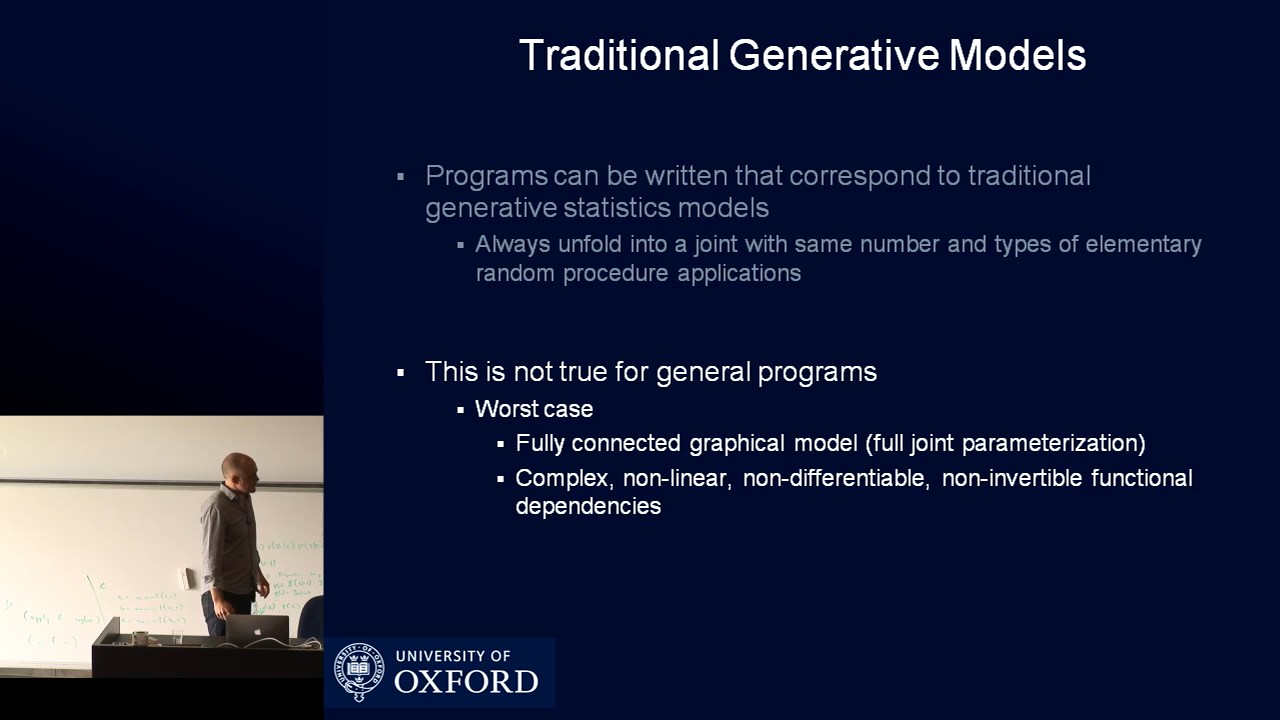 Traditional Generative Models
▪ Programs can be written that correspond to traditional
generative statistics models
▪ Always unfold into a joint with same number and types of elementary
random procedure applications
▪ This is not true for general programs
▪ Worst case
▪ Fully connected graphical model (full joint parameterization)
▪ Complex, non-linear, non-differentiable, non-invertible functional
dependencies
UNIVERSITY OF
OXFORD